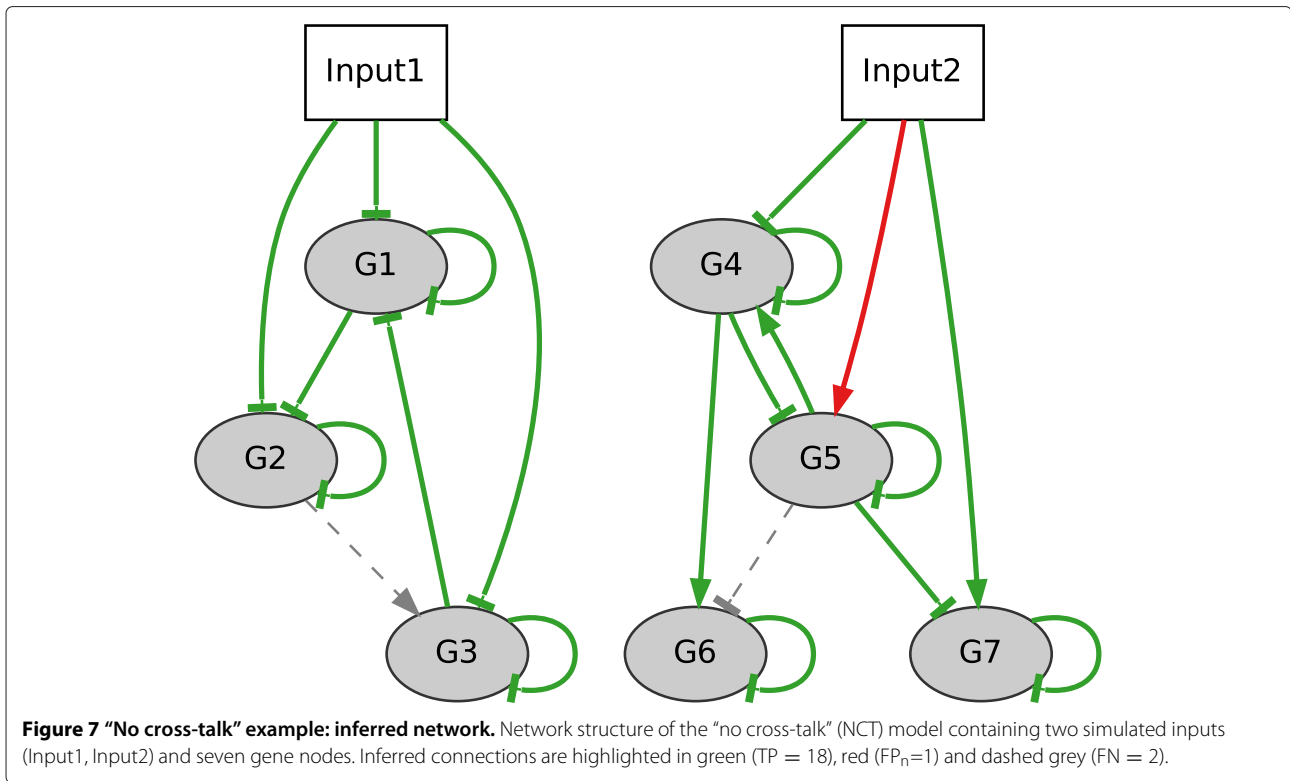 Input1
Input2
G1
G4
G2
G5
G3
G6
G7
Figure 7 “No cross-talk” example: inferred network. Network structure of the “no cross-talk” (NCT) model containing two simulated inputs
(Input1, Input2) and seven gene nodes. Inferred connections are highlighted in green (TP = 18), red (FPn=1) and dashed grey (FN = 2).